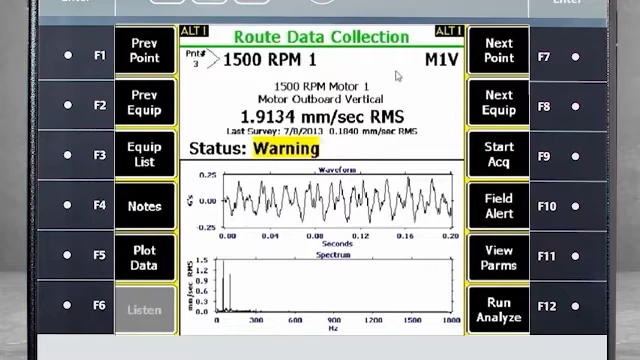 Enter
Enter
ALT I
Route Data Collection
ALT I
F1
Prev Point
Pnt# 3
1500 RPM 1
M1V
Next Point
F7
1500 RPM Motor 1
F2
Prev Equip
Motor Outboard Vertical
Next Equip
F8
1.9134 mm/sec RMS
Last Survey: 7/8/2013 0.1840 mm/sec RMS
F3
Equip List
Status: Warning
Start Acq
F9
Waveform
0.25
0.00
-0.25
G's
0.00 0.04 0.08 0.12 0.16 0.20
Seconds
F4
Notes
Field Alert
F10
Spectrum
F5
Plot Data
1.5
1.2
0.9
0.6
0.3
0.0
mm/sec RMS
0 300 600 900 1200 1500 1800
Hz
View Parms
F11
F6
Listen
Run Analyze
F12